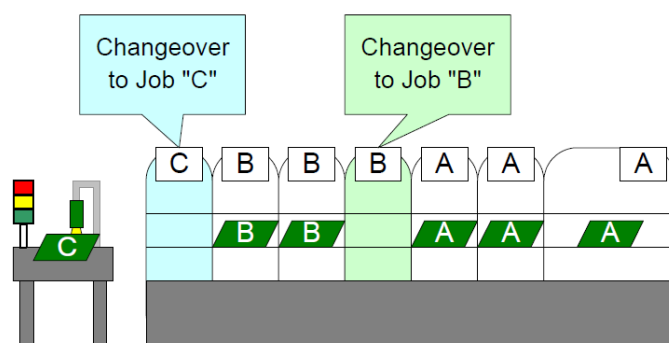 Changeover
to Job "C"
Changeover
to Job "B"
C B B B A A A
C B B A A A